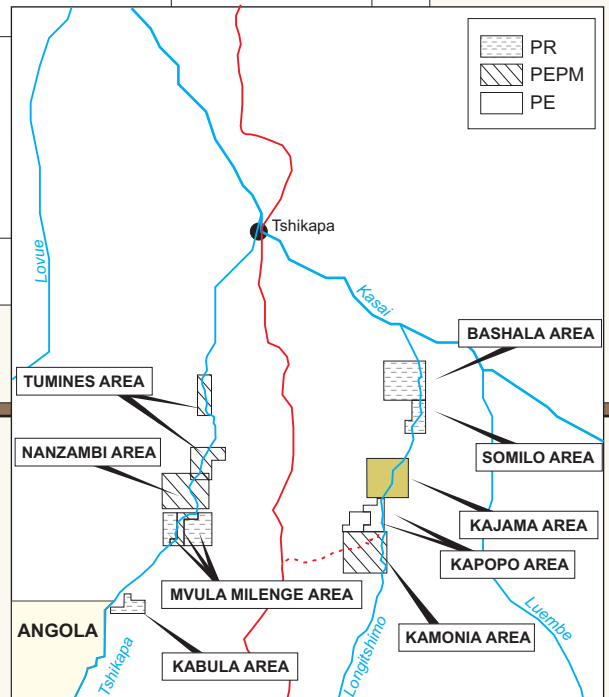 PR
PEPM
PE
Tshikapa
Lovue
Kasai
BASHALA AREA
TUMINES AREA
NANZAMBI AREA
SOMILO AREA
KAJAMA AREA
KAPOPO AREA
MVULA MILENGE AREA
KAMONIA AREA
ANGOLA
KABULA AREA
Tshikapa
Longitshimo
Luembe